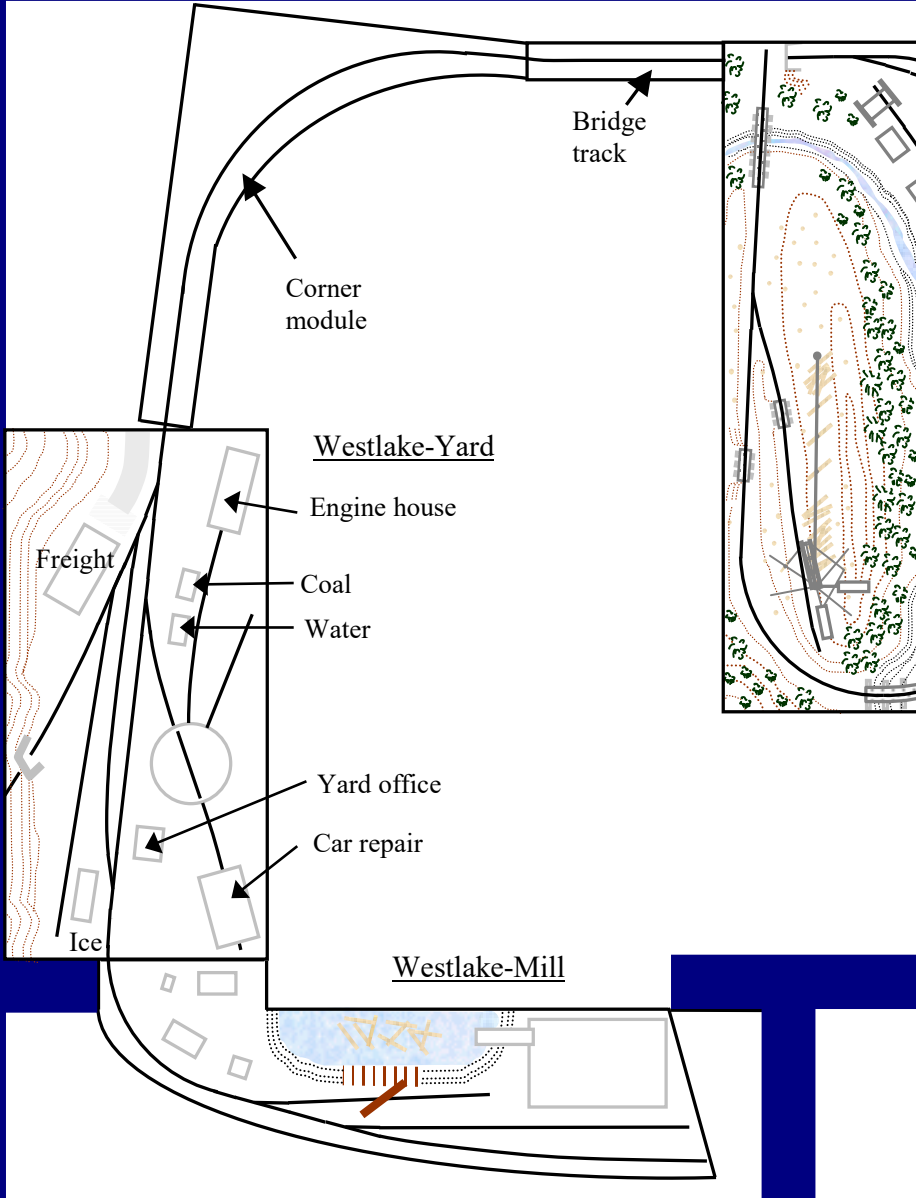 Bridge
track
Corner
module
Westlake-Yard
Engine house
Freight
Coal
Water
Yard office
Car repair
Ice
Westlake-Mill